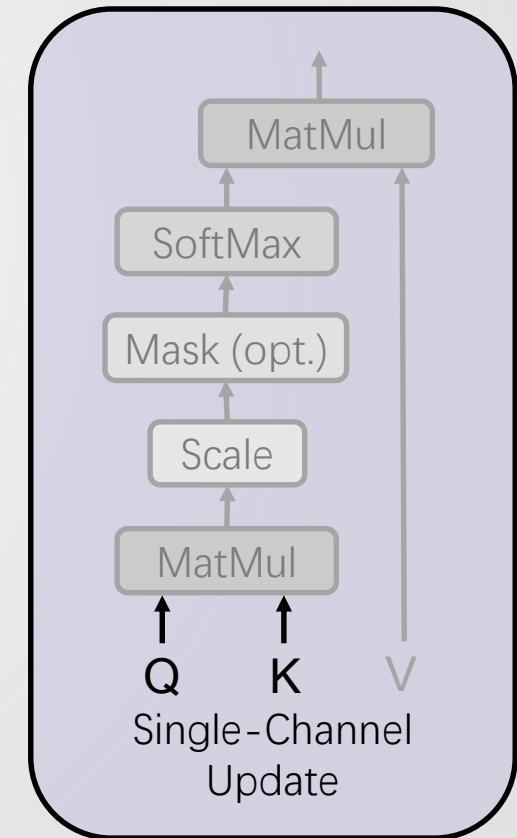 MatMul
SoftMax
Mask (opt.)
Scale
MatMul
Q K V
Single-Channel
Update